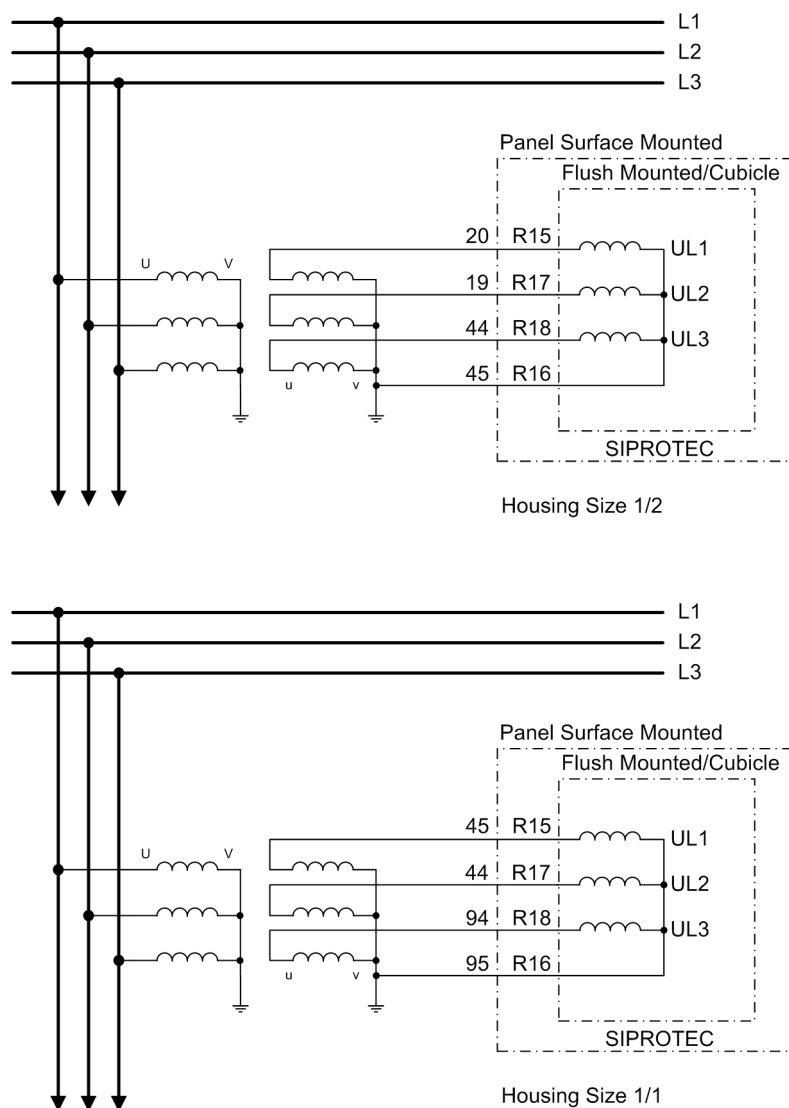 L1
L2
L3
Panel Surface Mounted
Flush Mounted/Cubicle
20 R15 UL1
U V
19 R17 UL2
44 R18 UL3
45 R16
u v
SIPROTEC
Housing Size 1/2
L1
L2
L3
Panel Surface Mounted
Flush Mounted/Cubicle
45 R15 UL1
U V
44 R17 UL2
94 R18 UL3
95 R16
u v
SIPROTEC
Housing Size 1/1